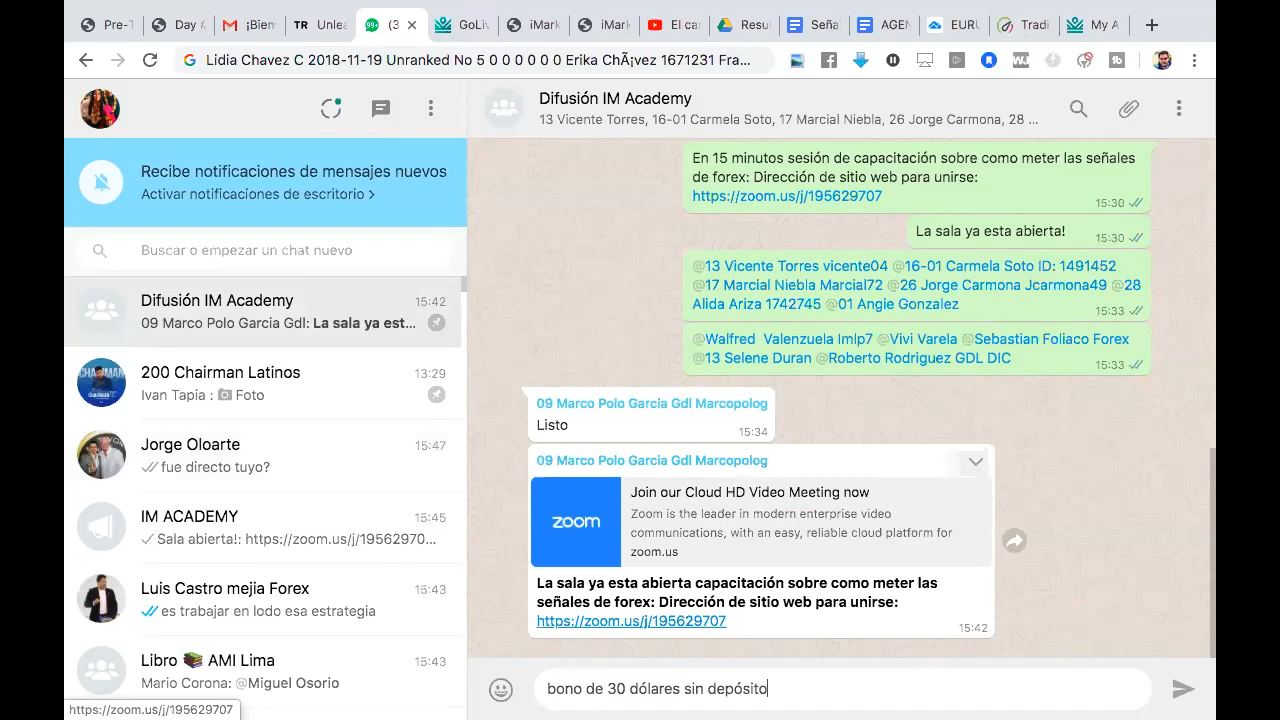 Pre-T
Day A
¡Bien
TR Unlea
(3
GoLiv
iMark
iMark
El car
Resu
Seña
AGEN
EURU
Tradi
My A
Lidia Chavez C 2018-11-19 Unranked No 5 0 0 0 0 0 0 Erika ChÃ¡vez 1671231 Fra...
Recibe notificaciones de mensajes nuevos
Activar notificaciones de escritorio >
Buscar o empezar un chat nuevo
Difusión IM Academy 15:42
09 Marco Polo Garcia Gdl: La sala ya est...
200 Chairman Latinos 13:29
Ivan Tapia : Foto
Jorge Oloarte 15:47
fue directo tuyo?
IM ACADEMY 15:45
Sala abierta!: https://zoom.us/j/19562970...
Luis Castro mejia Forex 15:43
es trabajar en lodo esa estrategia
Libro 📚 AMI Lima 15:43
Mario Corona: @Miguel Osorio
https://zoom.us/j/195629707
Difusión IM Academy
13 Vicente Torres, 16-01 Carmela Soto, 17 Marcial Niebla, 26 Jorge Carmona, 28 ...
En 15 minutos sesión de capacitación sobre como meter las señales
de forex: Dirección de sitio web para unirse:
https://zoom.us/j/195629707
15:30
La sala ya esta abierta!
15:30
@13 Vicente Torres vicente04 @16-01 Carmela Soto ID: 1491452
@17 Marcial Niebla Marcial72 @26 Jorge Carmona Jcarmona49 @28
Alida Ariza 1742745 @01 Angie Gonzalez
15:33
@Walfred Valenzuela Imlp7 @Vivi Varela @Sebastian Foliaco Forex
@13 Selene Duran @Roberto Rodriguez GDL DIC
15:33
09 Marco Polo Garcia Gdl Marcopolog
Listo
15:34
09 Marco Polo Garcia Gdl Marcopolog
zoom
Join our Cloud HD Video Meeting now
Zoom is the leader in modern enterprise video
communications, with an easy, reliable cloud platform for
zoom.us
La sala ya esta abierta capacitación sobre como meter las
señales de forex: Dirección de sitio web para unirse:
https://zoom.us/j/195629707
15:42
bono de 30 dólares sin depósito